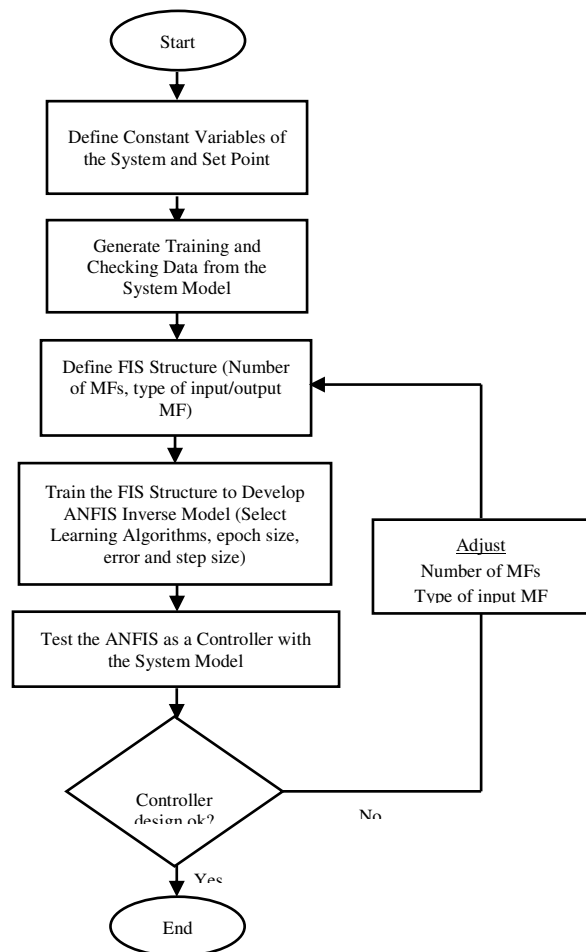 Start
Define Constant Variables of
the System and Set Point
Generate Training and
Checking Data from the
System Model
Define FIS Structure (Number
of MFs, type of input/output
MF)
Train the FIS Structure to Develop
ANFIS Inverse Model (Select
Learning Algorithms, epoch size,
error and step size)
Adjust
Number of MFs
Type of input MF
Test the ANFIS as a Controller with
the System Model
Controller
design ok?
No
Yes
End